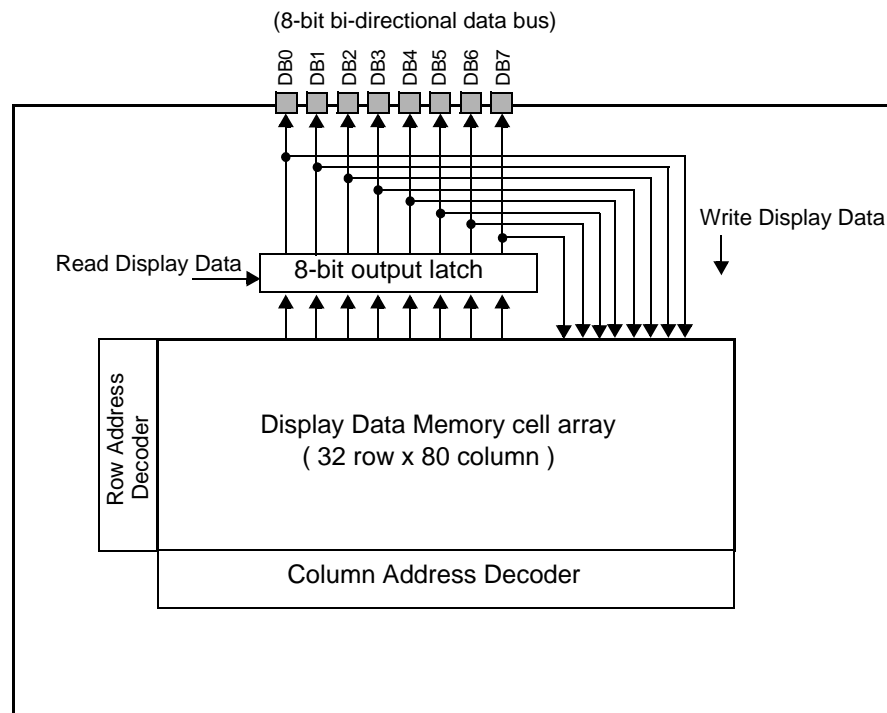 (8-bit bi-directional data bus)
DB0
DB1
DB2
DB3
DB4
DB5
DB6
DB7
Write Display Data
Read Display Data
8-bit output latch
Row Address
Decoder
Display Data Memory cell array
( 32 row x 80 column )
Column Address Decoder